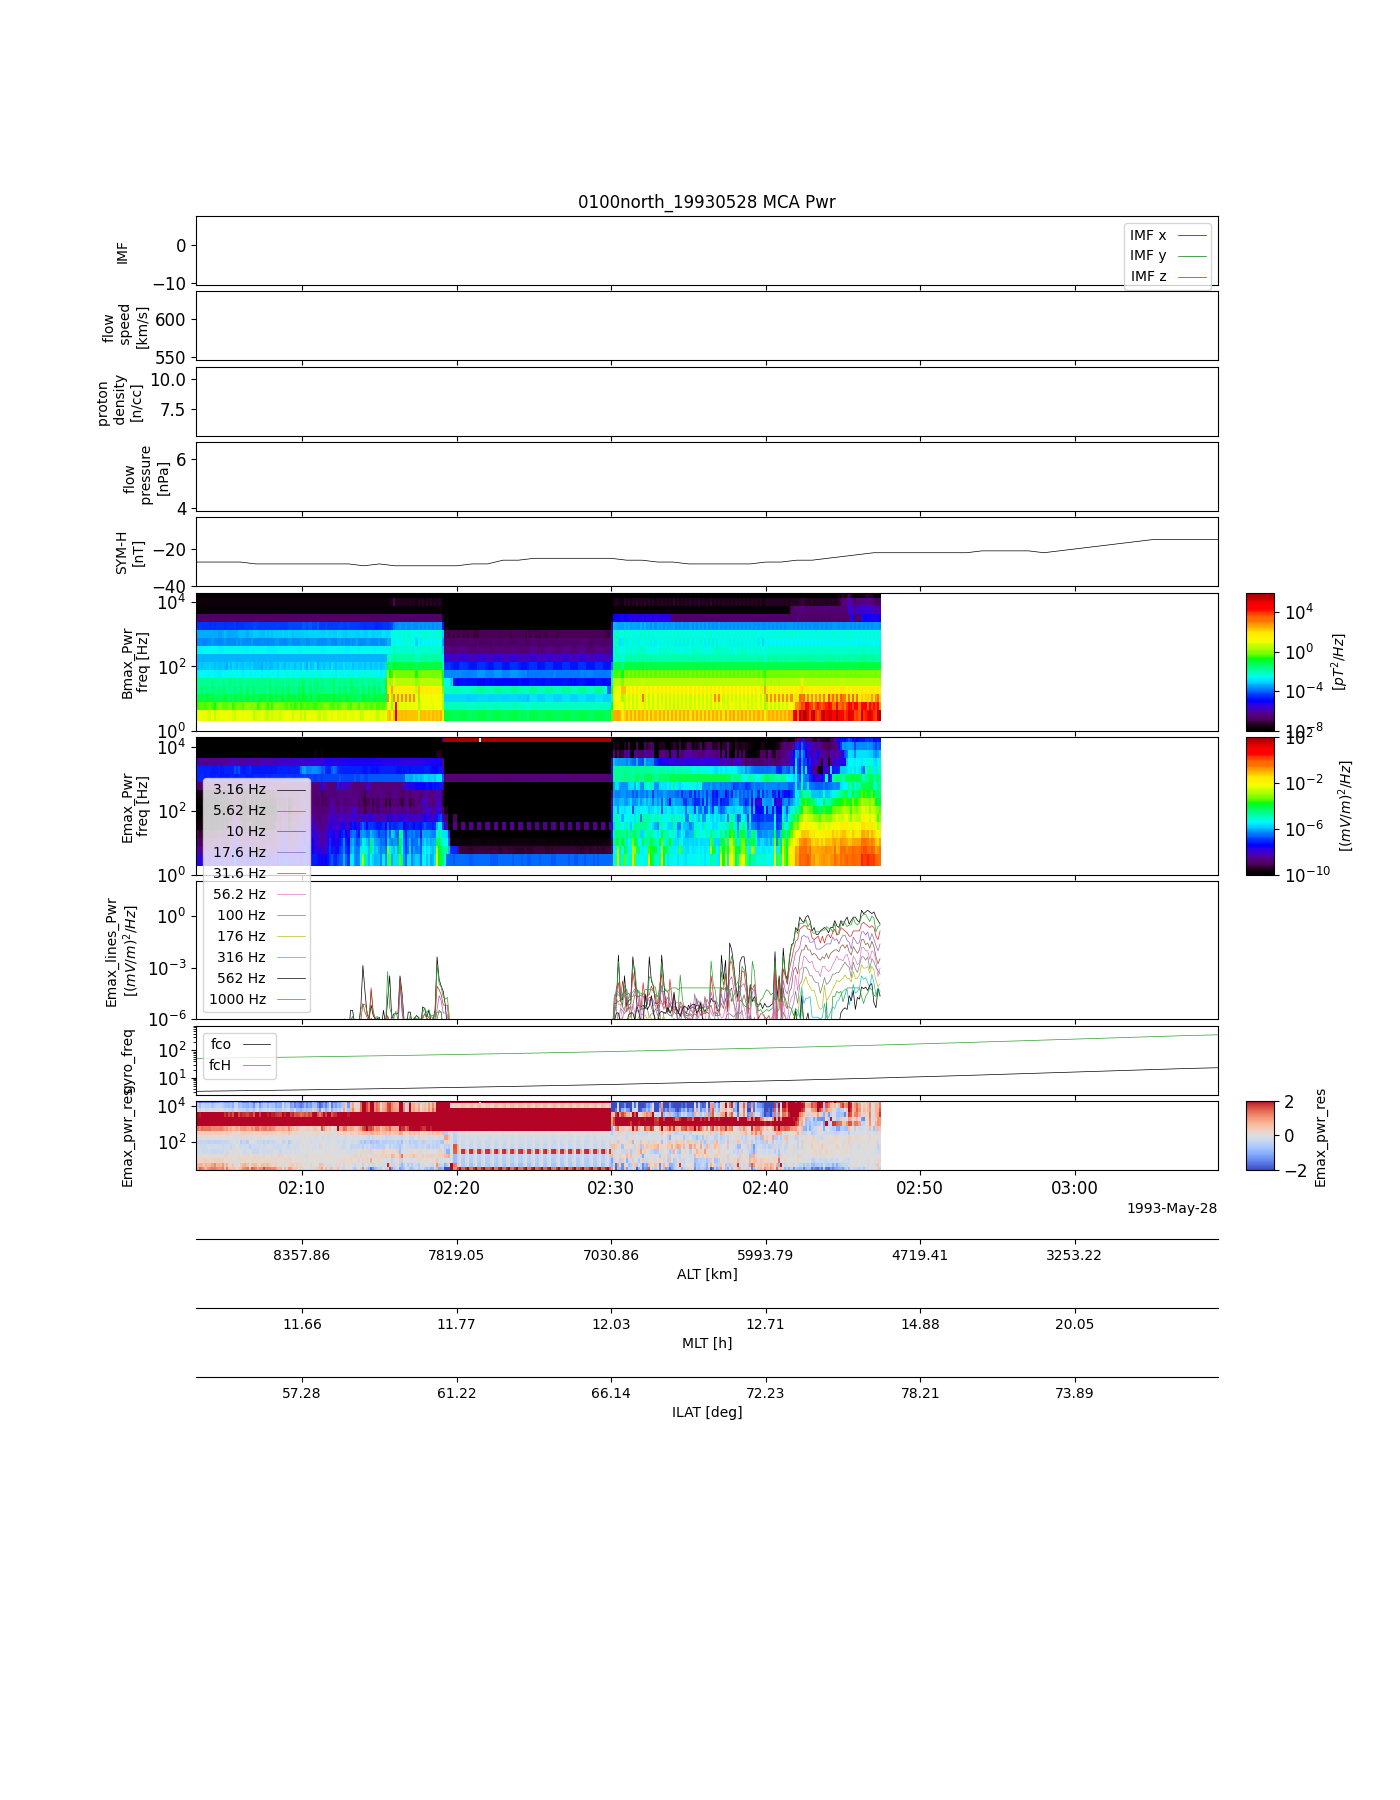 0100north_19930528 MCA Pwr
IMF
0
−10
IMF x
IMF y
IMF z
flow
speed
[km/s]
600
550
proton
density
[n/cc]
10.0
7.5
flow
pressure
[nPa]
6
4
SYM-H
[nT]
−20
−40
Bmax_Pwr
freq [Hz]
10^4
10^2
10^0
10^4
10^0
10^−4
10^−8
[pT^2/Hz]
Emax_Pwr
freq [Hz]
10^4
10^2
10^0
10^2
10^−2
10^−6
10^−10
[(mV/m)^2/Hz]
3.16 Hz
5.62 Hz
10 Hz
17.6 Hz
31.6 Hz
56.2 Hz
100 Hz
176 Hz
316 Hz
562 Hz
1000 Hz
Emax_lines_Pwr
[(mV/m)^2/Hz]
10^0
10^−3
10^−6
gyro_freq
10^2
10^1
fco
fcH
Emax_pwr_res
10^4
10^2
2
0
−2
Emax_pwr_res
02:10 02:20 02:30 02:40 02:50 03:00
1993-May-28
8357.86 7819.05 7030.86 5993.79 4719.41 3253.22
ALT [km]
11.66 11.77 12.03 12.71 14.88 20.05
MLT [h]
57.28 61.22 66.14 72.23 78.21 73.89
ILAT [deg]